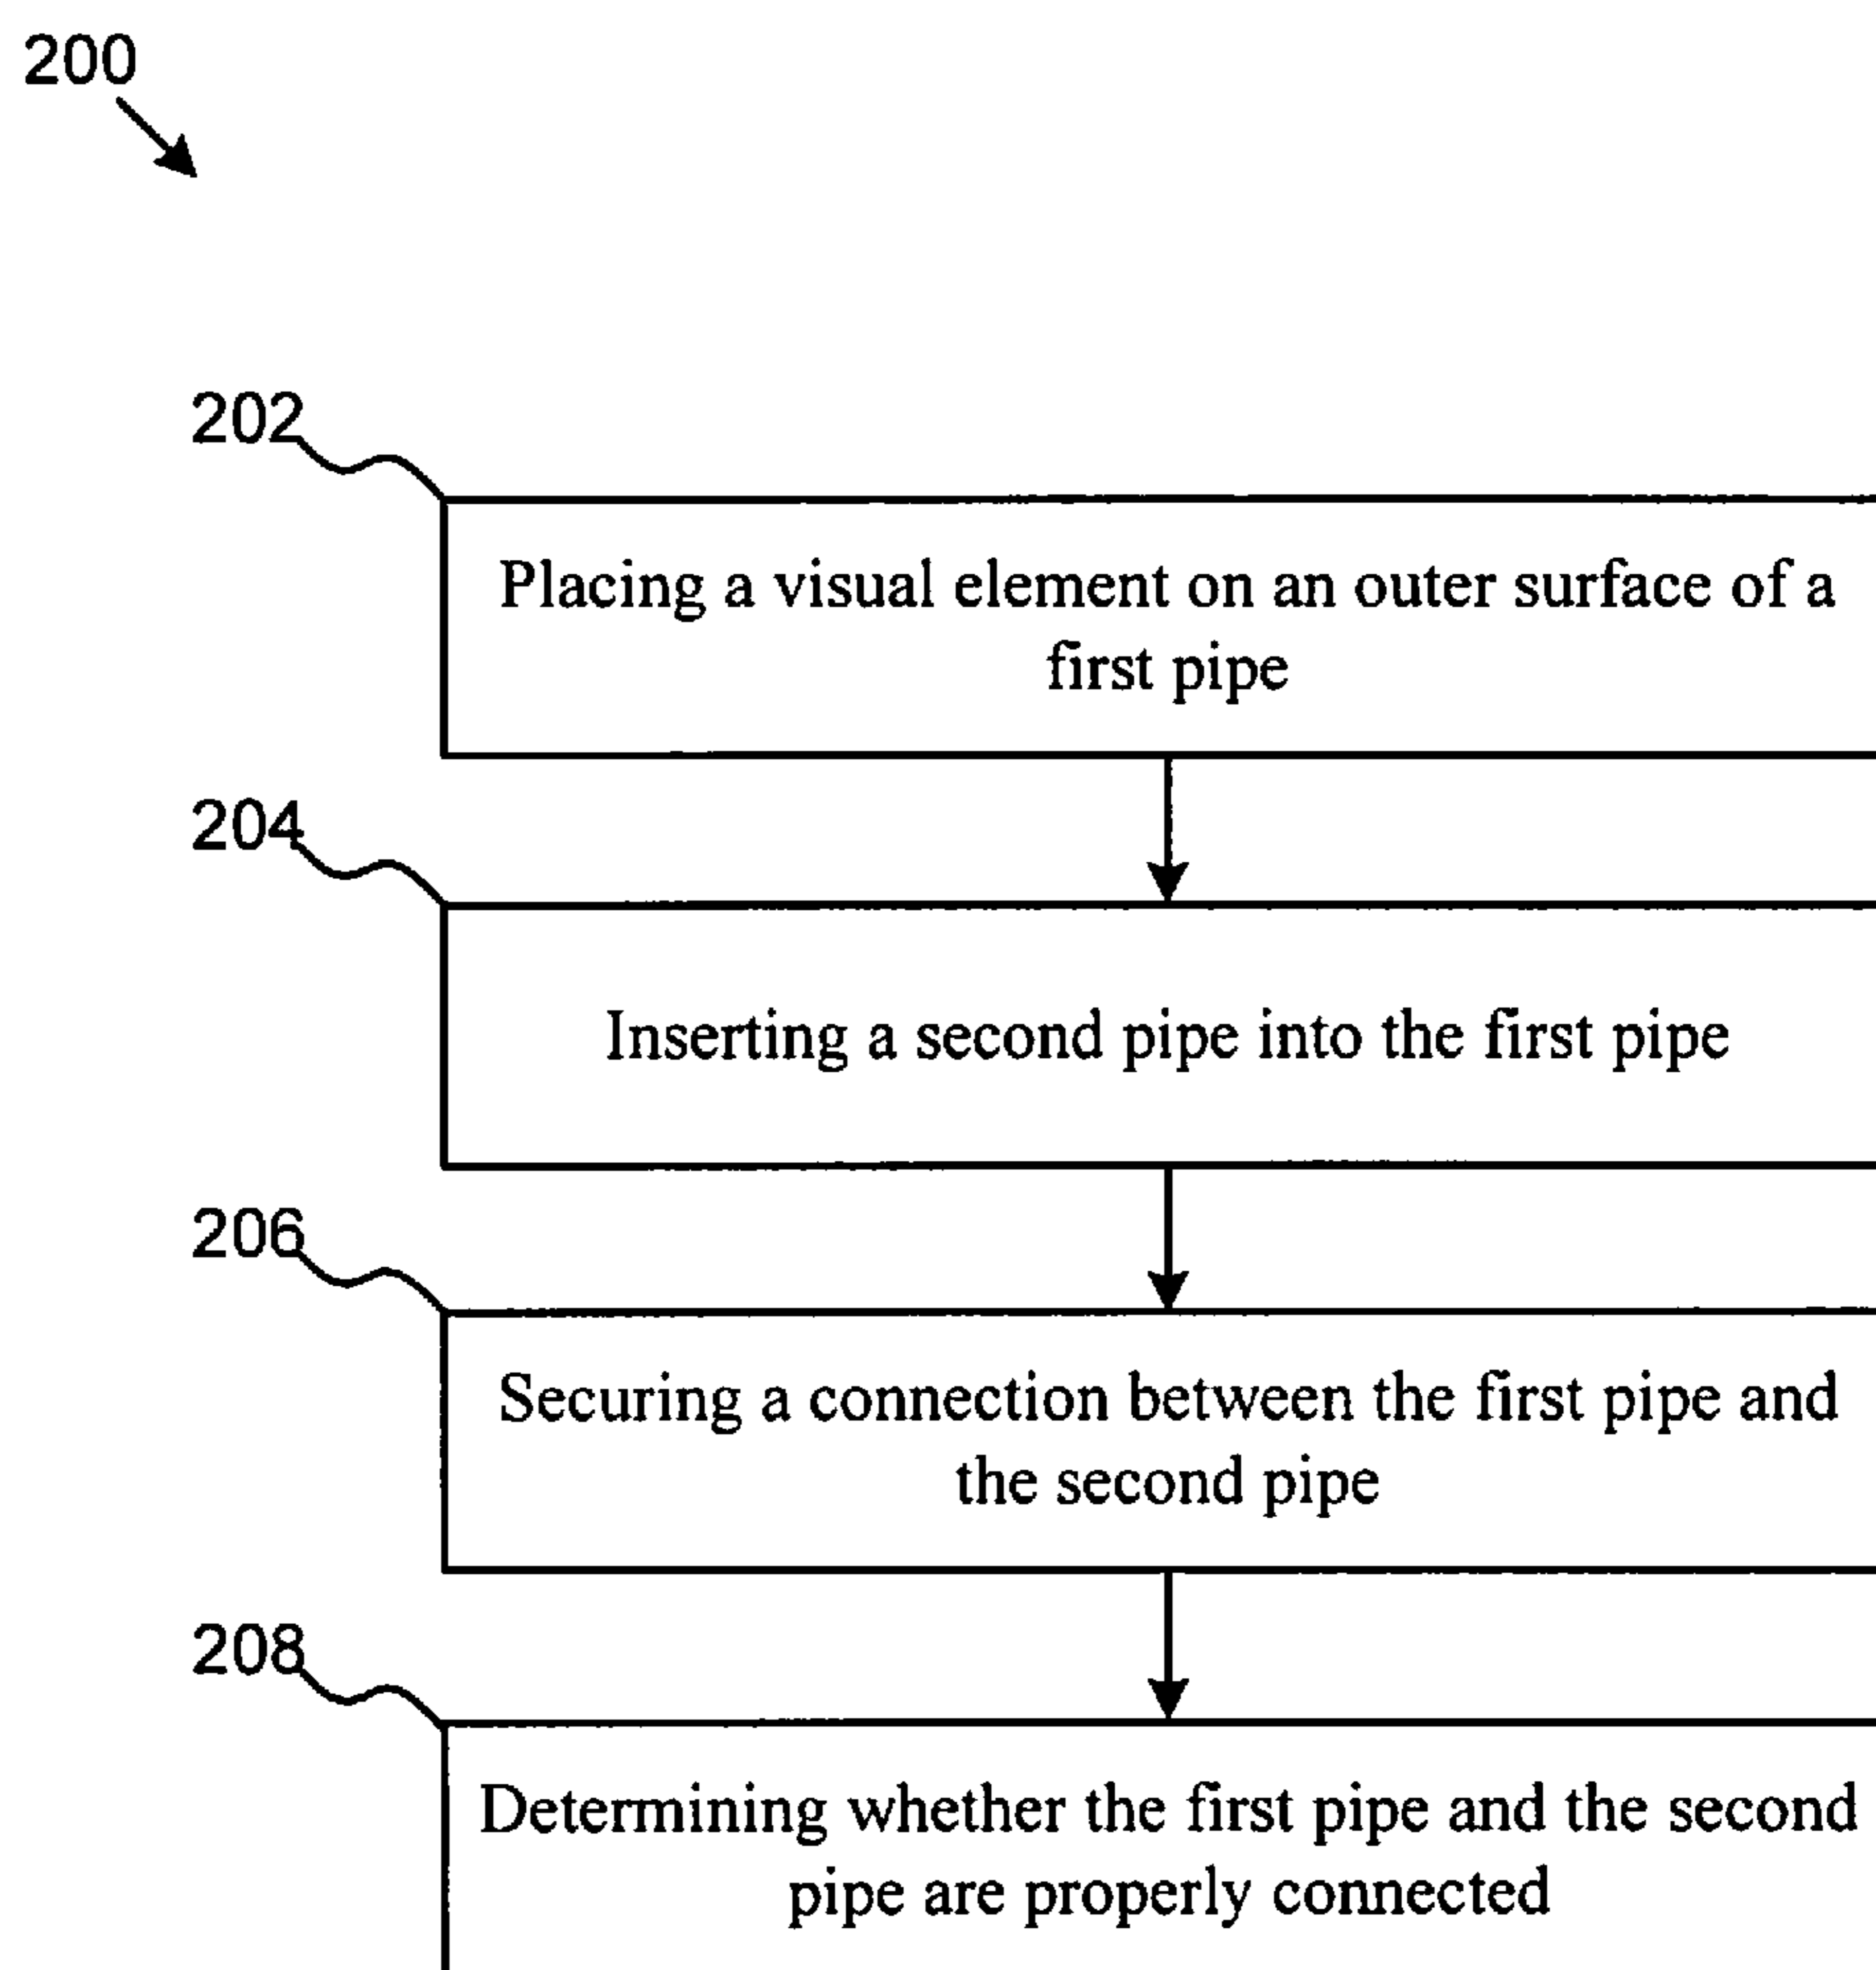 200
202
Placing a visual element on an outer surface of a
first pipe
204
Inserting a second pipe into the first pipe
206
Securing a connection between the first pipe and
the second pipe
208
Determining whether the first pipe and the second
pipe are properly connected